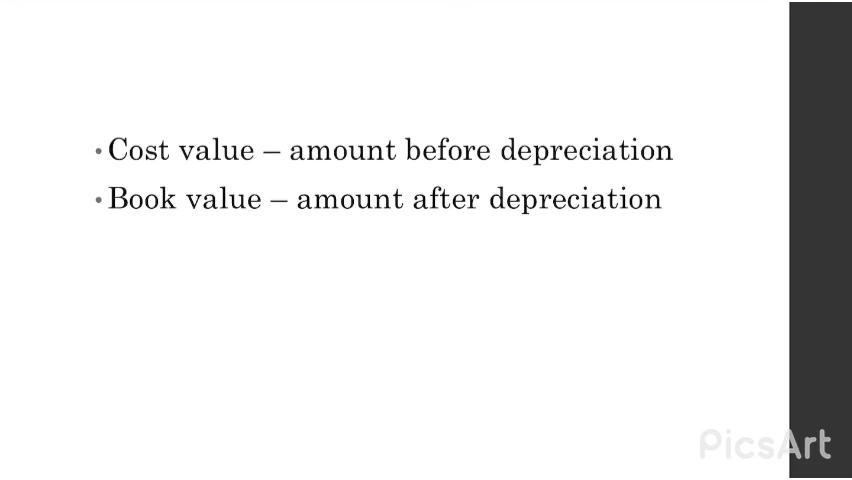 • Cost value – amount before depreciation
• Book value – amount after depreciation
PicsArt